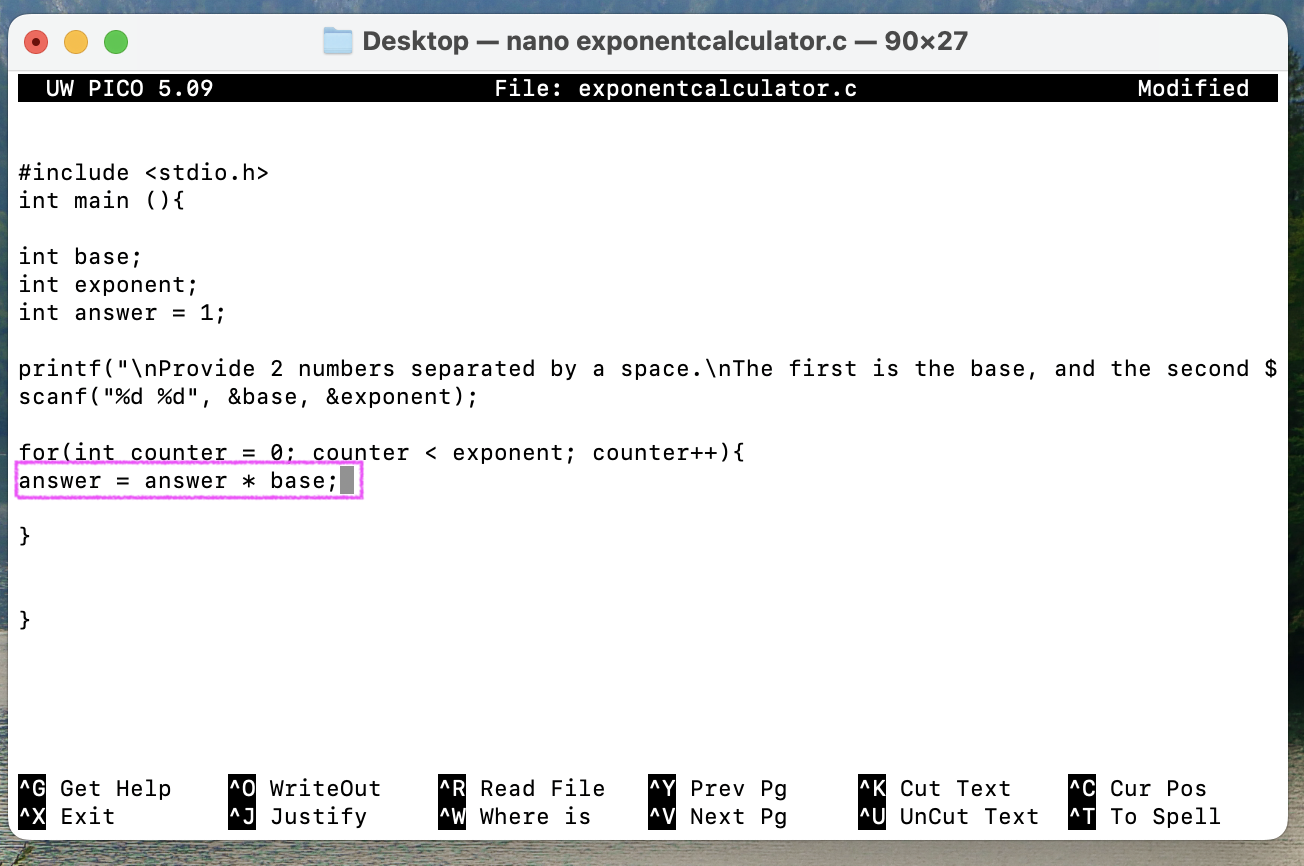 Desktop — nano exponentcalculator.c — 90×27
UW PICO 5.09 File: exponentcalculator.c Modified
#include <stdio.h>
int main (){
int base;
int exponent;
int answer = 1;
printf("\nProvide 2 numbers separated by a space.\nThe first is the base, and the second $
scanf("%d %d", &base, &exponent);
for(int counter = 0; counter < exponent; counter++){
answer = answer * base;
}
}
^G Get Help ^O WriteOut ^R Read File ^Y Prev Pg ^K Cut Text ^C Cur Pos
^X Exit ^J Justify ^W Where is ^V Next Pg ^U UnCut Text ^T To Spell